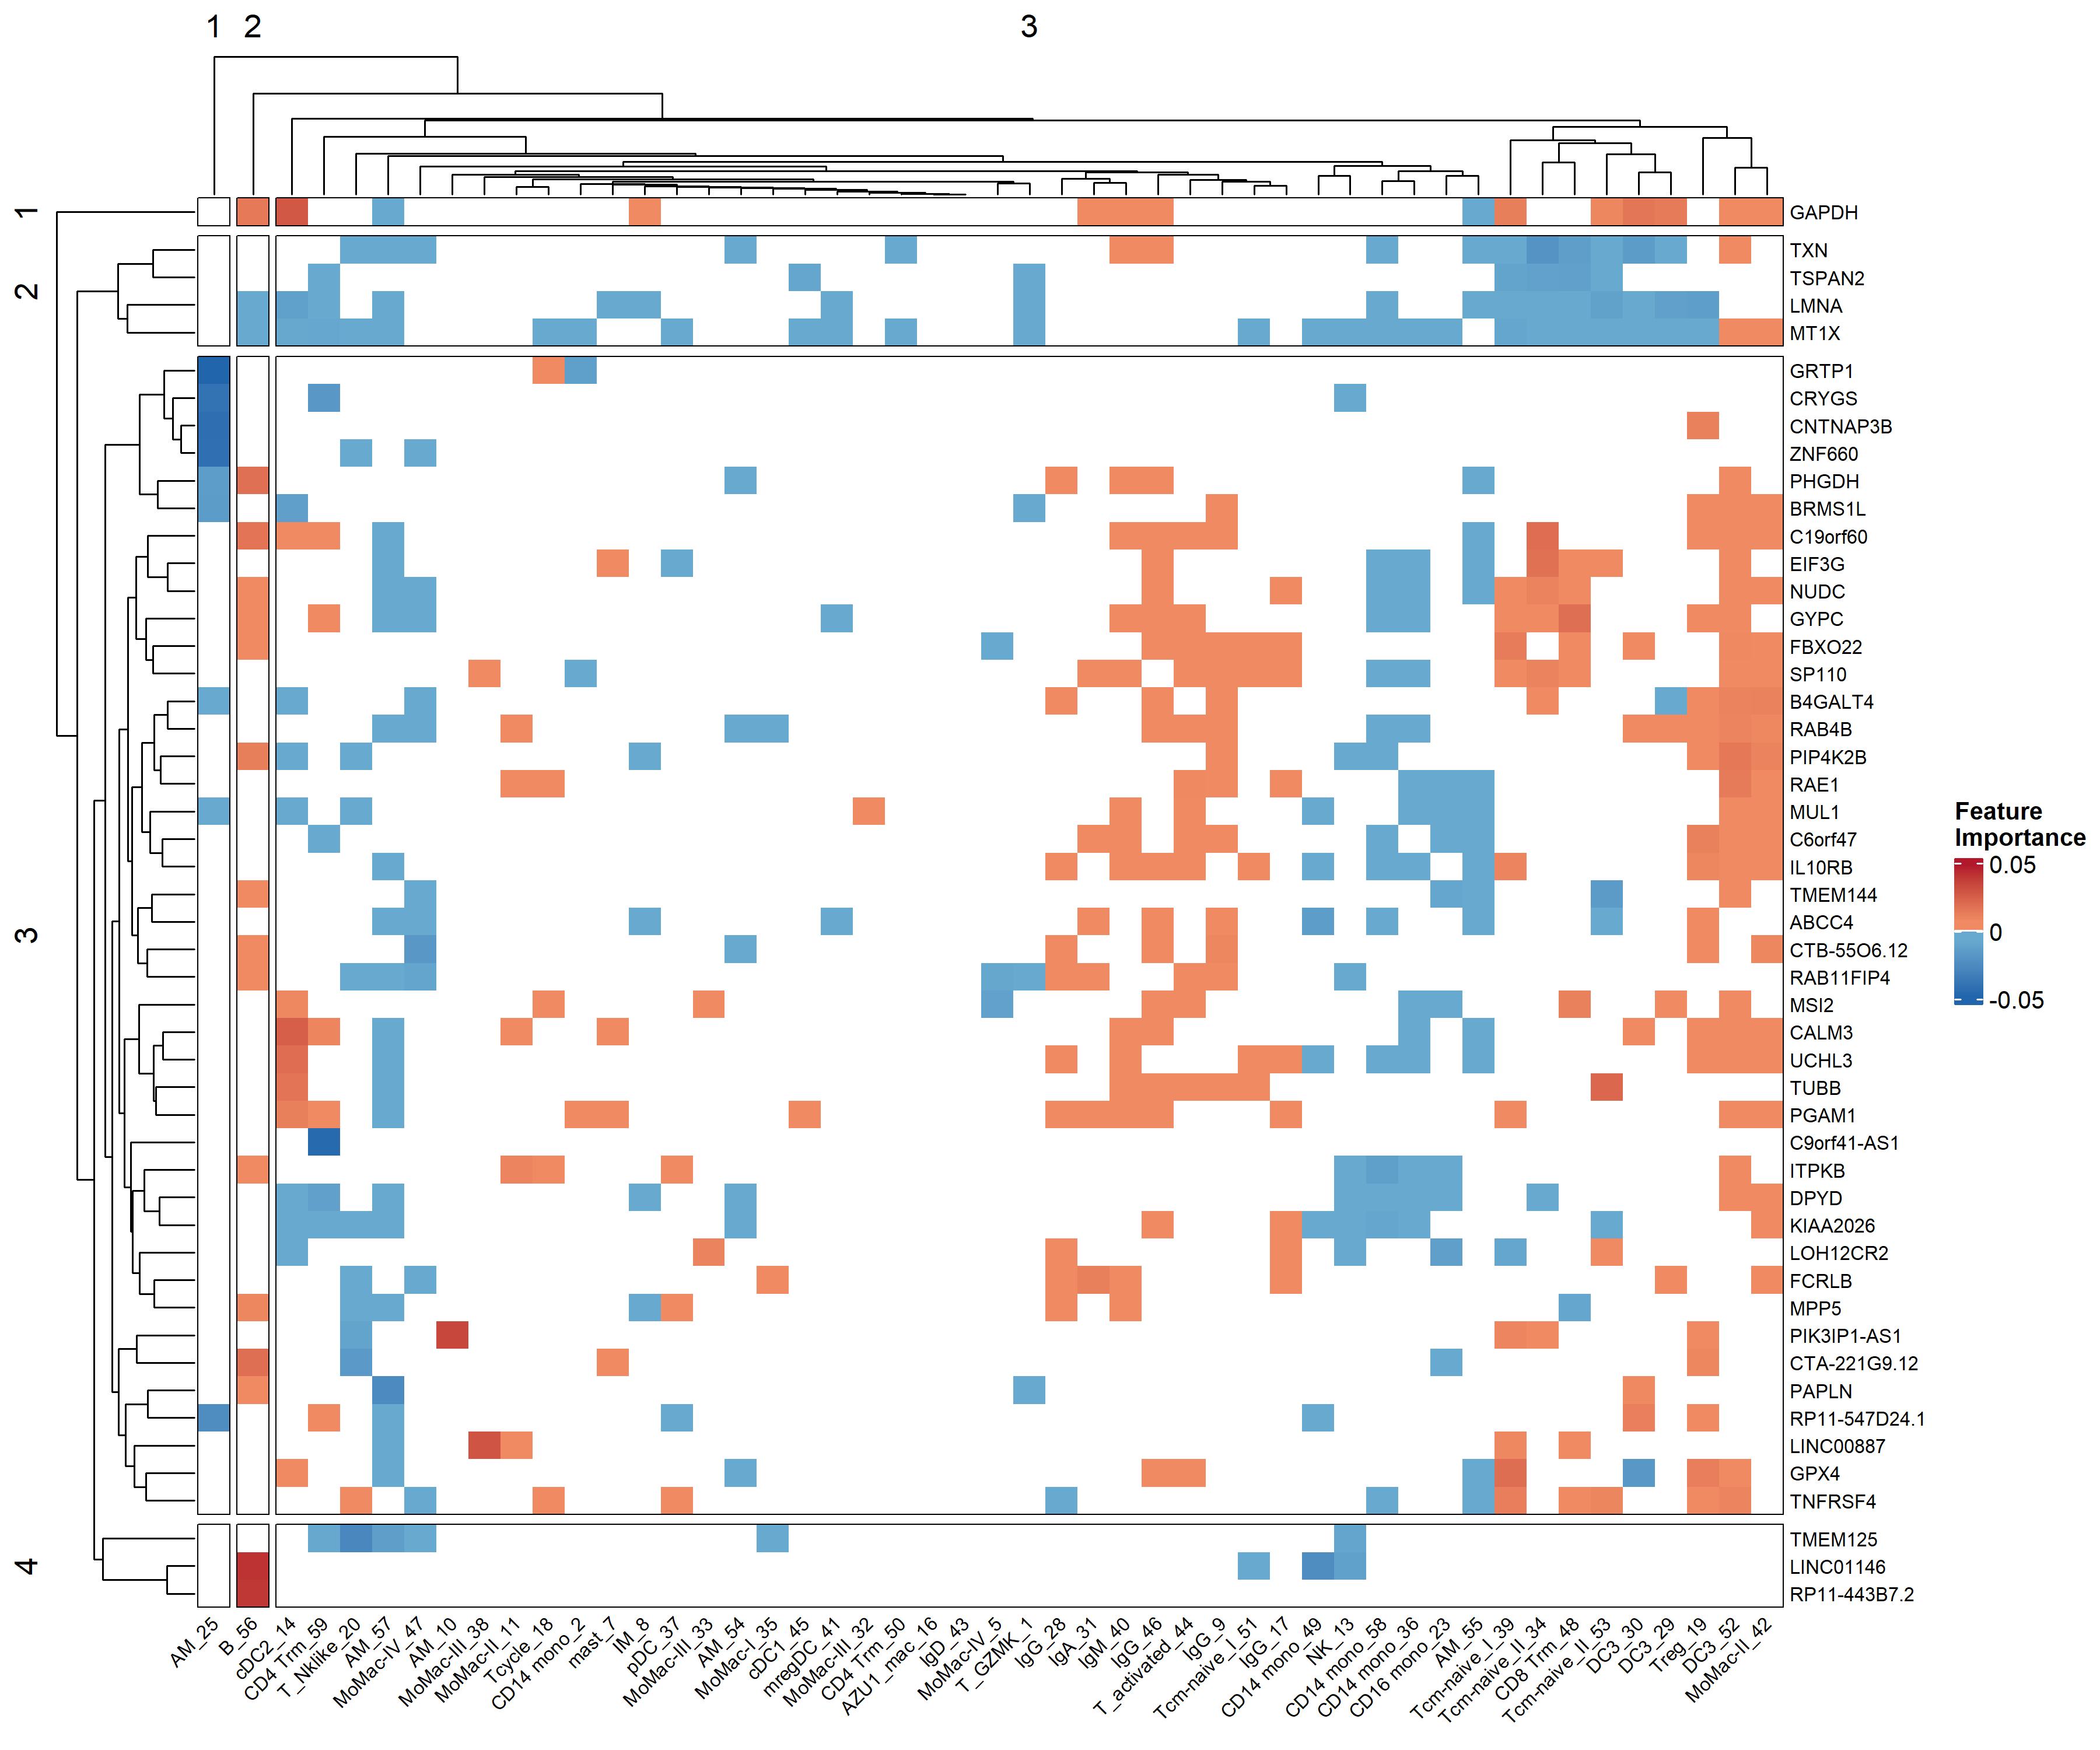 1 2 3
1
2
3
4
GAPDH
TXN
TSPAN2
LMNA
MT1X
GRTP1
CRYGS
CNTNAP3B
ZNF660
PHGDH
BRMS1L
C19orf60
EIF3G
NUDC
GYPC
FBXO22
SP110
B4GALT4
RAB4B
PIP4K2B
RAE1
MUL1
C6orf47
IL10RB
TMEM144
ABCC4
CTB-55O6.12
RAB11FIP4
MSI2
CALM3
UCHL3
TUBB
PGAM1
C9orf41-AS1
ITPKB
DPYD
KIAA2026
LOH12CR2
FCRLB
MPP5
PIK3IP1-AS1
CTA-221G9.12
PAPLN
RP11-547D24.1
LINC00887
GPX4
TNFRSF4
TMEM125
LINC01146
RP11-443B7.2
Feature
Importance
0.05
0
-0.05
AM_25
B_56
cDC2_14
CD4 Trm_59
T_Nklike_20
AM_57
MoMac-IV_47
AM_10
MoMac-III_38
MoMac-II_11
Tcycle_18
CD14 mono_2
mast_7
IM_8
pDC_37
MoMac-III_33
AM_54
MoMac-I_35
cDC1_45
mregDC_41
MoMac-III_32
CD4 Trm_50
AZU1_mac_16
IgD_43
MoMac-IV_5
T_GZMK_1
IgG_28
IgA_31
IgM_40
IgG_46
T_activated_44
IgG_9
Tcm-naive_I_51
IgG_17
CD14 mono_49
NK_13
CD14 mono_58
CD14 mono_36
CD16 mono_23
AM_55
Tcm-naive_I_39
Tcm-naive_II_34
CD8 Trm_48
Tcm-naive_II_53
DC3_30
DC3_29
Treg_19
DC3_52
MoMac-II_42